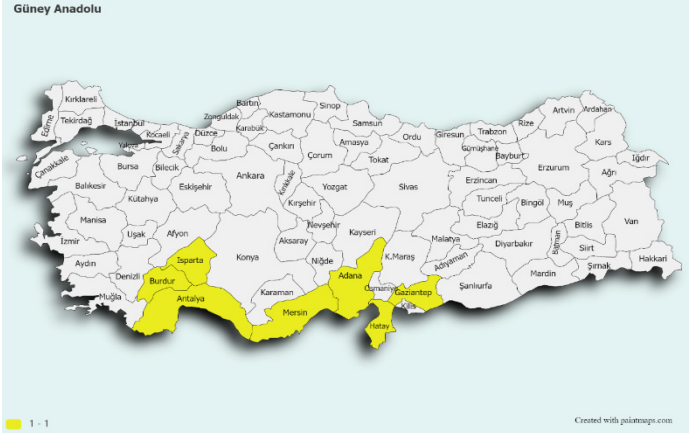 Güney Anadolu
Kırklareli
Edirne
Tekirdağ
İstanbul
Kocaeli
Yalova
Sakarya
Düzce
Zonguldak
Bartın
Karabük
Kastamonu
Sinop
Samsun
Ordu
Giresun
Trabzon
Rize
Artvin
Ardahan
Kars
Iğdır
Ağrı
Çanakkale
Balıkesir
Bursa
Bilecik
Bolu
Çankırı
Çorum
Amasya
Tokat
Gümüşhane
Bayburt
Erzurum
Kütahya
Eskişehir
Ankara
Kırıkkale
Yozgat
Sivas
Erzincan
Tunceli
Bingöl
Muş
Bitlis
Van
Manisa
İzmir
Uşak
Afyon
Kırşehir
Nevşehir
Kayseri
Malatya
Elazığ
Diyarbakır
Batman
Siirt
Hakkari
Şırnak
Mardin
Aydın
Denizli
Muğla
Isparta
Burdur
Antalya
Konya
Aksaray
Niğde
Karaman
Mersin
Adana
K.Maraş
Osmaniye
Adıyaman
Gaziantep
Kilis
Şanlıurfa
Hatay
1 - 1
Created with paintmaps.com